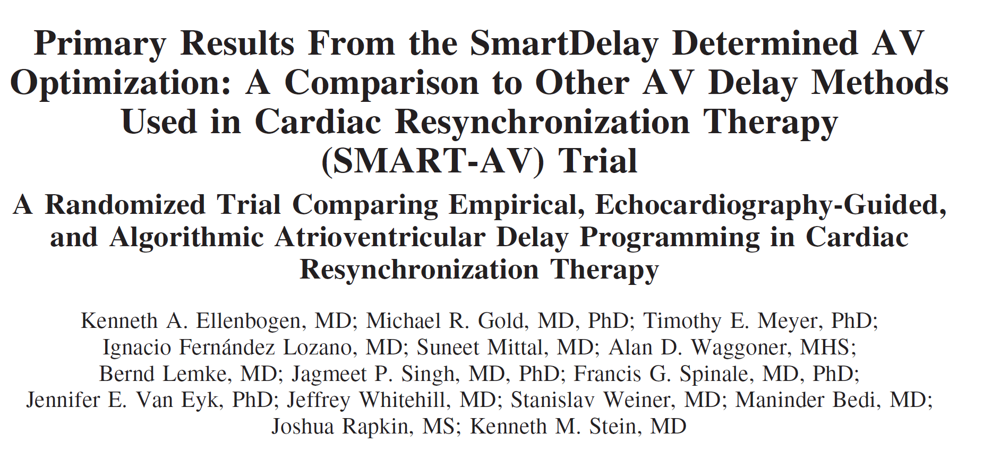 Primary Results From the SmartDelay Determined AV
Optimization: A Comparison to Other AV Delay Methods
Used in Cardiac Resynchronization Therapy
(SMART-AV) Trial
A Randomized Trial Comparing Empirical, Echocardiography-Guided,
and Algorithmic Atrioventricular Delay Programming in Cardiac
Resynchronization Therapy
Kenneth A. Ellenbogen, MD; Michael R. Gold, MD, PhD; Timothy E. Meyer, PhD;
Ignacio Fernández Lozano, MD; Suneet Mittal, MD; Alan D. Waggoner, MHS;
Bernd Lemke, MD; Jagmeet P. Singh, MD, PhD; Francis G. Spinale, MD, PhD;
Jennifer E. Van Eyk, PhD; Jeffrey Whitehill, MD; Stanislav Weiner, MD; Maninder Bedi, MD;
Joshua Rapkin, MS; Kenneth M. Stein, MD